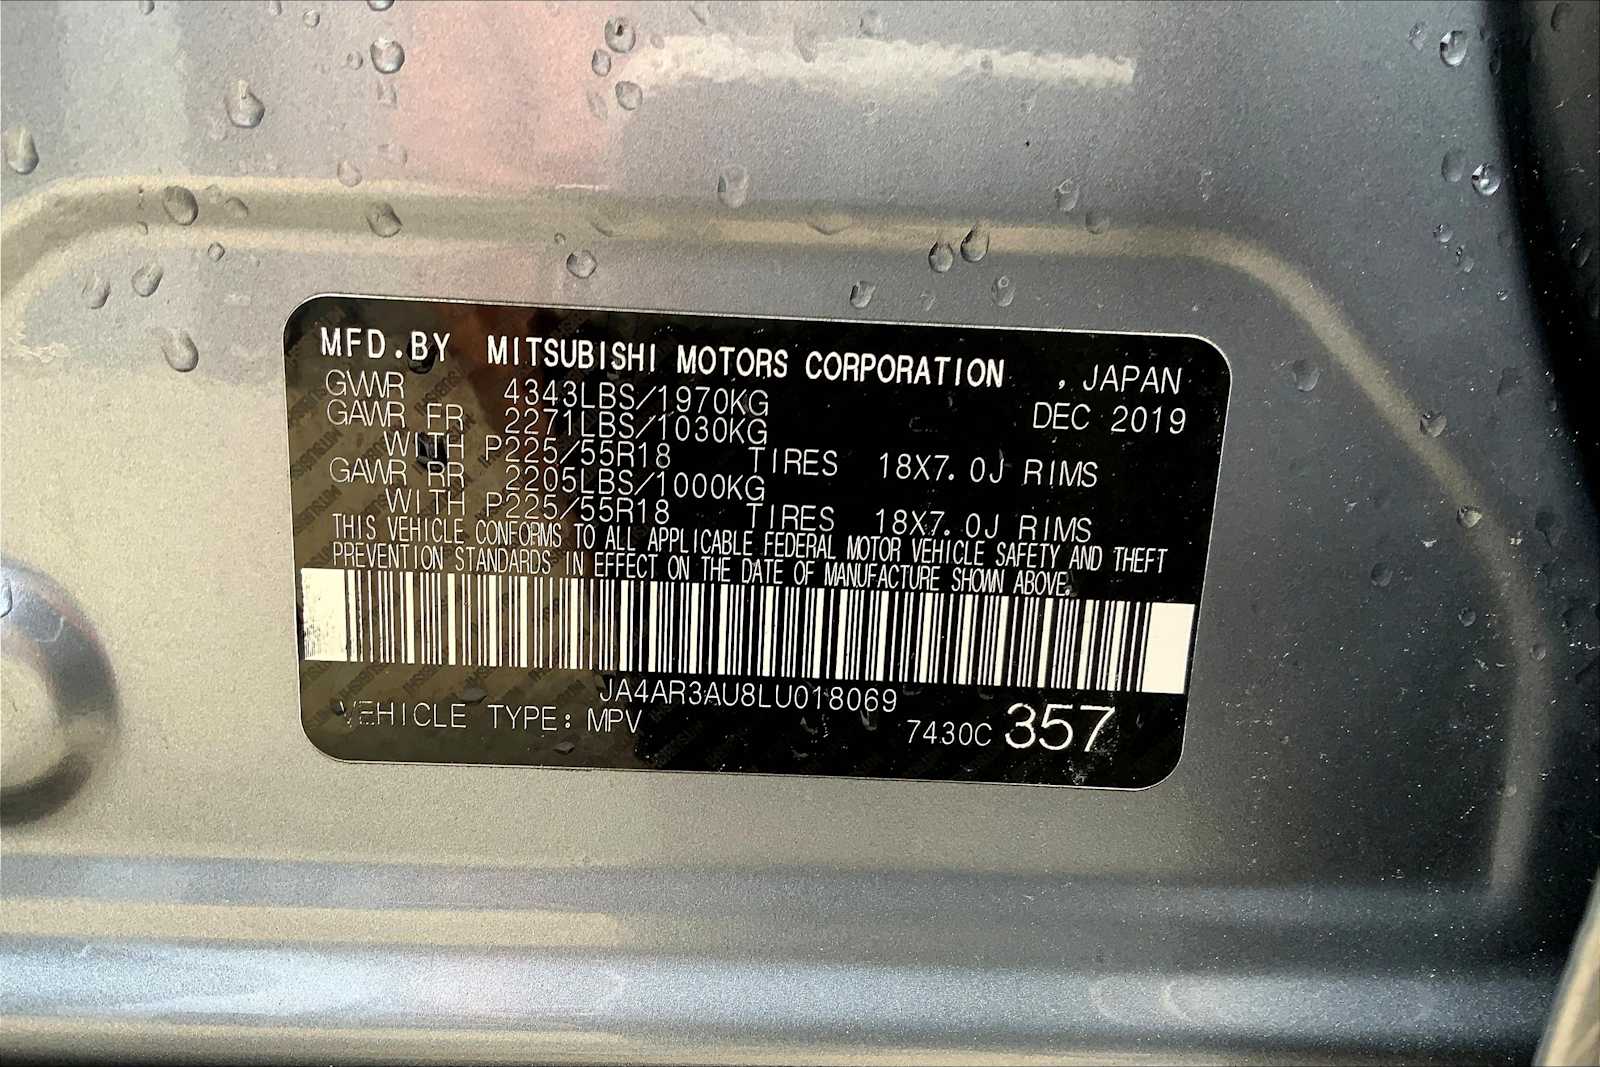 MFD.BY MITSUBISHI MOTORS CORPORATION , JAPAN
GVWR 4343LBS/1970KG DEC 2019
GAWR FR 2271LBS/1030KG
WITH P225/55R18 TIRES 18X7.0J RIMS
GAWR RR 2205LBS/1000KG
WITH P225/55R18 TIRES 18X7.0J RIMS
THIS VEHICLE CONFORMS TO ALL APPLICABLE FEDERAL MOTOR VEHICLE SAFETY AND THEFT
PREVENTION STANDARDS IN EFFECT ON THE DATE OF MANUFACTURE SHOWN ABOVE.
JA4AR3AU8LU018069
VEHICLE TYPE: MPV 7430C 357